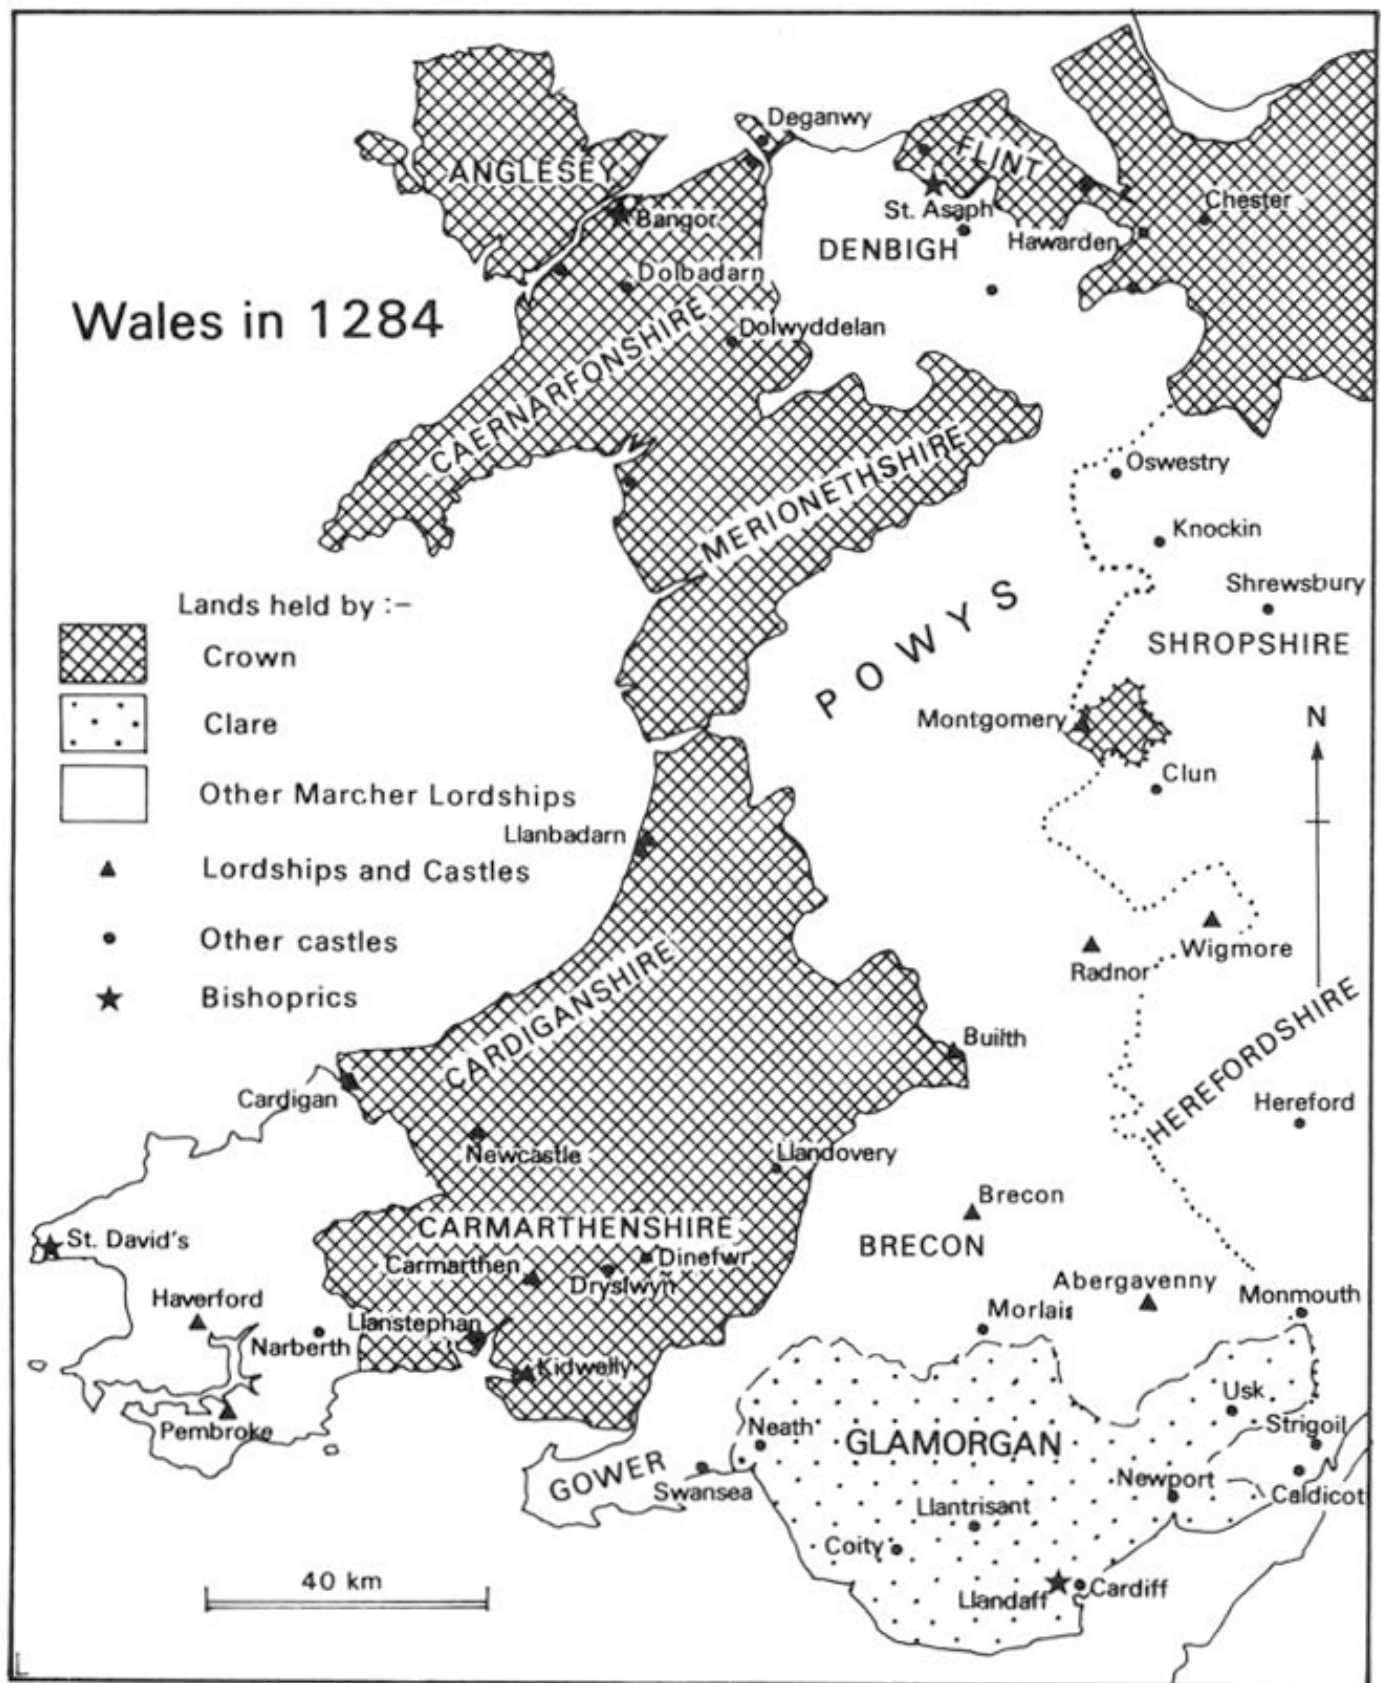 Deganwy
FLINT
ANGLESEY
Bangor
St. Asaph
Chester
DENBIGH
Hawarden
Dolbadarn
Wales in 1284
CAERNARFONSHIRE
Dolwyddelan
MERIONETHSHIRE
Oswestry
Knockin
Shrewsbury
SHROPSHIRE
POWYS
Lands held by :-
Crown
Clare
Other Marcher Lordships
Lordships and Castles
Other castles
Bishoprics
Montgomery
N
Clun
Llanbadarn
Wigmore
Radnor
CARDIGANSHIRE
HEREFORDSHIRE
Builth
Cardigan
Hereford
Newcastle
Llandovery
Brecon
BRECON
CARMARTHENSHIRE
St. David's
Carmarthen
Dinefwr
Dryslwyn
Abergavenny
Monmouth
Haverford
Morlais
Llanstephan
Narberth
Kidwelly
Pembroke
Usk
Strigoil
Neath
GLAMORGAN
GOWER
Swansea
Newport
Caldicot
Llantrisant
Coity
40 km
Llandaff
Cardiff